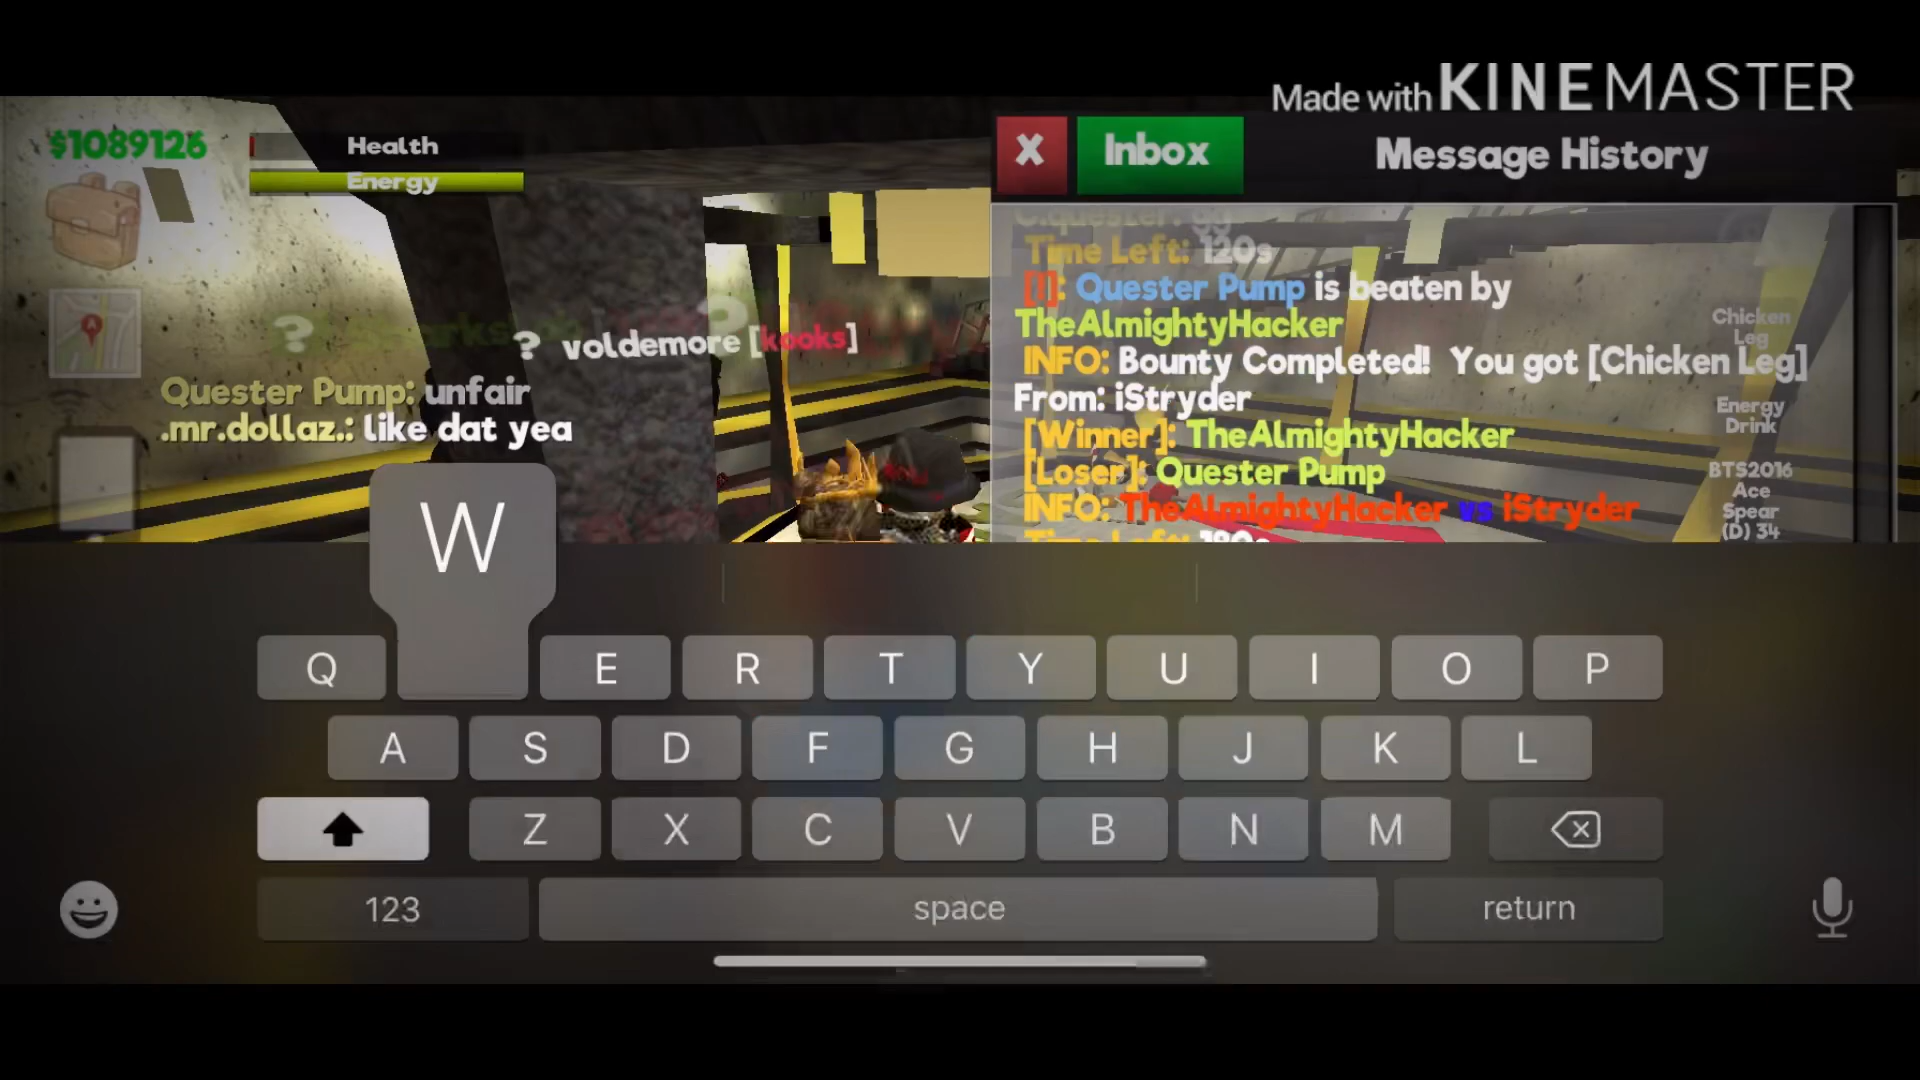 Made with KINEMASTER
$1089126
Health
Energy
X
Inbox
Message History
Time Left: 120s
[!]: Quester Pump is beaten by
TheAlmightyHacker
INFO: Bounty Completed!  You got [Chicken Leg]
From: iStryder
[Winner]: TheAlmightyHacker
[Loser]: Quester Pump
INFO: TheAlmightyHacker vs iStryder
? voldemore [kooks]
Quester Pump: unfair
.mr.dollaz.: like dat yea
Chicken
Leg
Energy
Drink
BTS2016
Ace
Spear
(D) 34
W
Q E R T Y U I O P
A S D F G H J K L
Z X C V B N M
123 space return